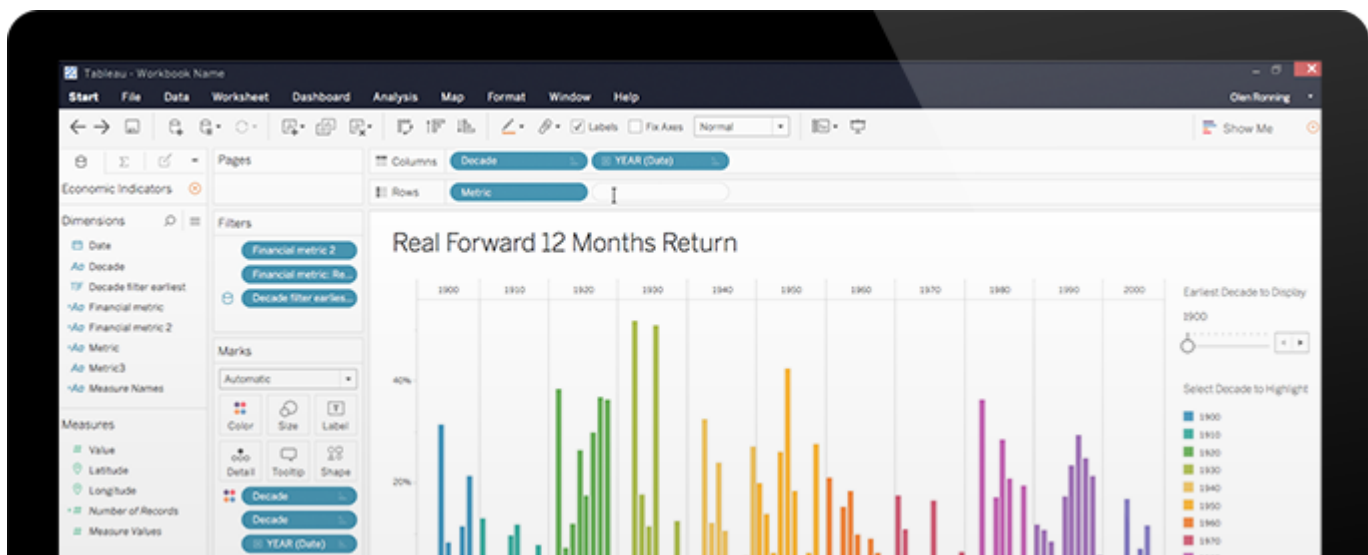 Tableau - Workbook Name
Start File Data Worksheet Dashboard Analysis Map Format Window Help
Olen Ronning
Labels Fix Axes Normal
Show Me
Economic Indicators
Dimensions
Date
Decade
Decade filter earliest
Financial metric
Financial metric 2
Metric
Metric3
Measure Names
Measures
Value
Latitude
Longitude
Number of Records
Measure Values
Pages
Filters
Financial metric 2
Financial metric: Re...
Decade filter earlies...
Marks
Automatic
Color Size Label
Detail Tooltip Shape
Decade
Decade
YEAR (Date)
Columns Decade YEAR (Date)
Rows Metric
Real Forward 12 Months Return
1900 1910 1920 1930 1940 1950 1960 1970 1980 1990 2000
40%
20%
Earliest Decade to Display
1900
Select Decade to Highlight
1900
1910
1920
1930
1940
1950
1960
1970